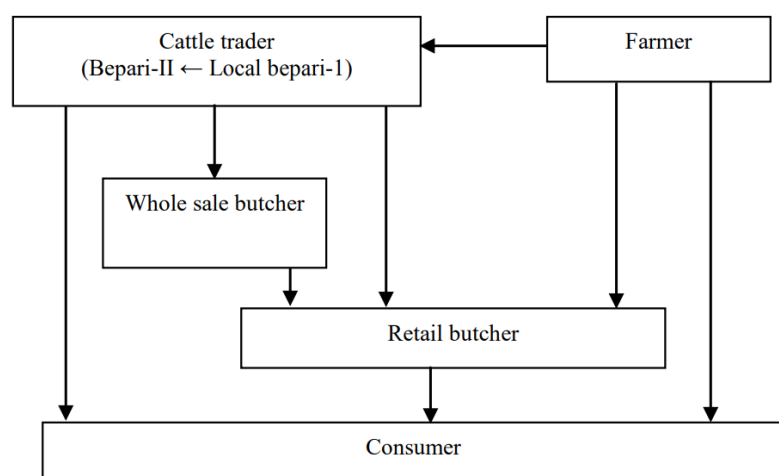 Cattle trader
(Bepari-II ← Local bepari-1)
Farmer
Whole sale butcher
Retail butcher
Consumer